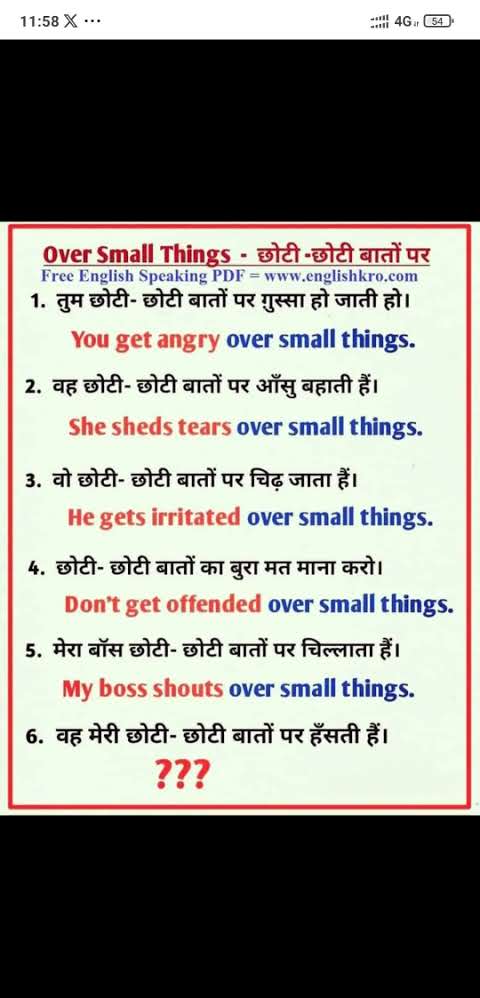 11:58 X ...
4G 54
Over Small Things - छोटी -छोटी बातों पर
Free English Speaking PDF = www.englishkro.com
1. तुम छोटी- छोटी बातों पर गुस्सा हो जाती हो।
You get angry over small things.
2. वह छोटी- छोटी बातों पर आँसु बहाती हैं।
She sheds tears over small things.
3. वो छोटी- छोटी बातों पर चिढ़ जाता हैं।
He gets irritated over small things.
4. छोटी- छोटी बातों का बुरा मत माना करो।
Don't get offended over small things.
5. मेरा बॉस छोटी- छोटी बातों पर चिल्लाता हैं।
My boss shouts over small things.
6. वह मेरी छोटी- छोटी बातों पर हँसती हैं।
???